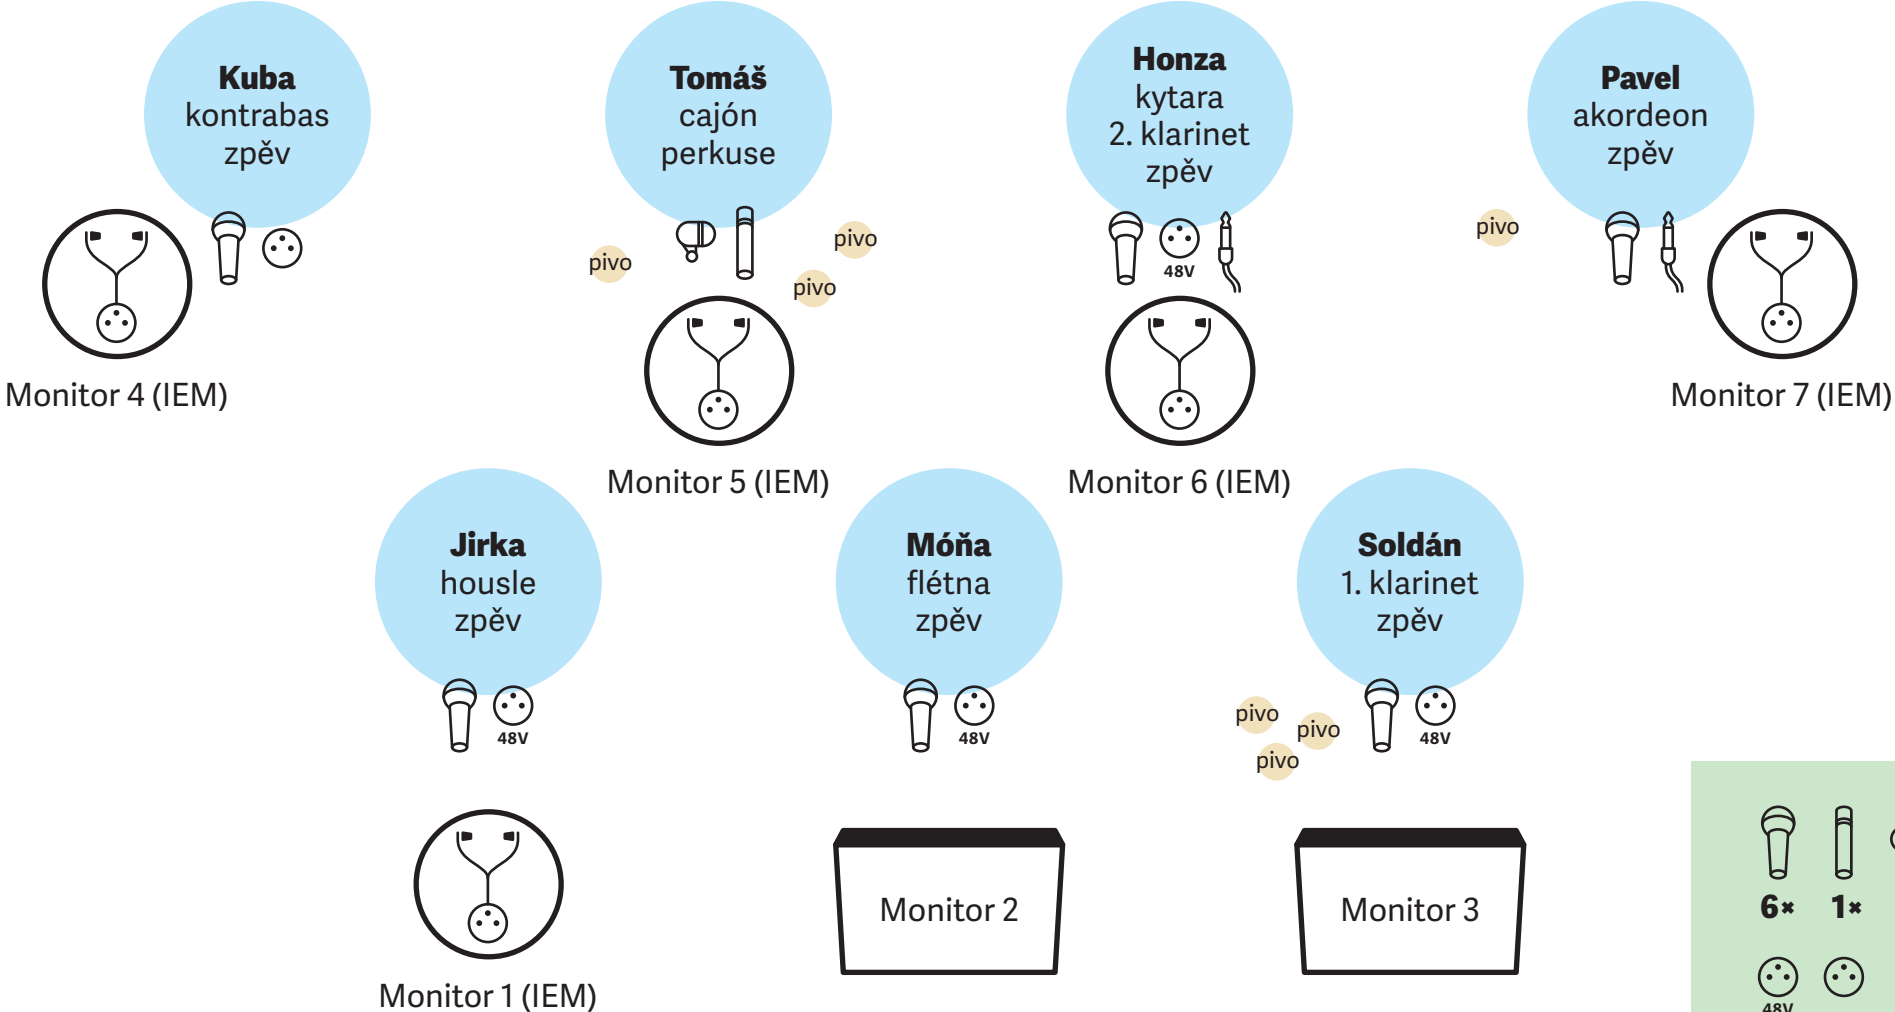 Kuba
kontrabas
zpěv
Tomáš
cajón
perkuse
Honza
kytara
2. klarinet
zpěv
Pavel
akordeon
zpěv
48V
pivo
pivo
pivo
pivo
Monitor 4 (IEM)
Monitor 5 (IEM)
Monitor 6 (IEM)
Monitor 7 (IEM)
Jirka
housle
zpěv
Móňa
flétna
zpěv
Soldán
1. klarinet
zpěv
48V
48V
48V
pivo
pivo
pivo
Monitor 1 (IEM)
Monitor 2
Monitor 3
6× 1×
48V